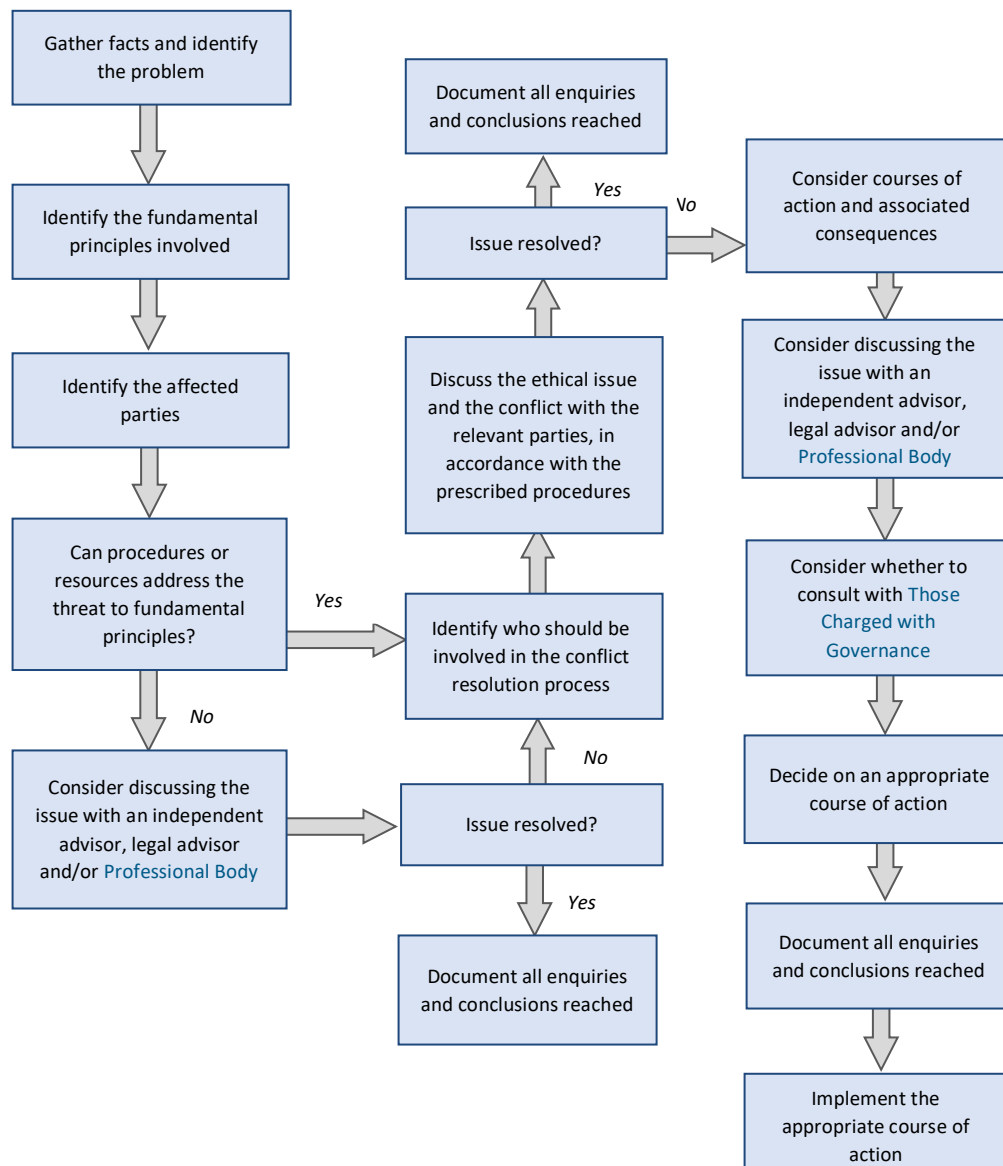 Gather facts and identify
the problem
Identify the fundamental
principles involved
Identify the affected
parties
Can procedures or
resources address the
threat to fundamental
principles?
Yes
No
Consider discussing the
issue with an independent
advisor, legal advisor
and/or Professional Body
Document all enquiries
and conclusions reached
Yes
No
Issue resolved?
Discuss the ethical issue
and the conflict with the
relevant parties, in
accordance with the
prescribed procedures
Identify who should be
involved in the conflict
resolution process
No
Issue resolved?
Yes
Document all enquiries
and conclusions reached
Consider courses of
action and associated
consequences
Consider discussing the
issue with an
independent advisor,
legal advisor and/or
Professional Body
Consider whether to
consult with Those
Charged with
Governance
Decide on an appropriate
course of action
Document all enquiries
and conclusions reached
Implement the
appropriate course of
action